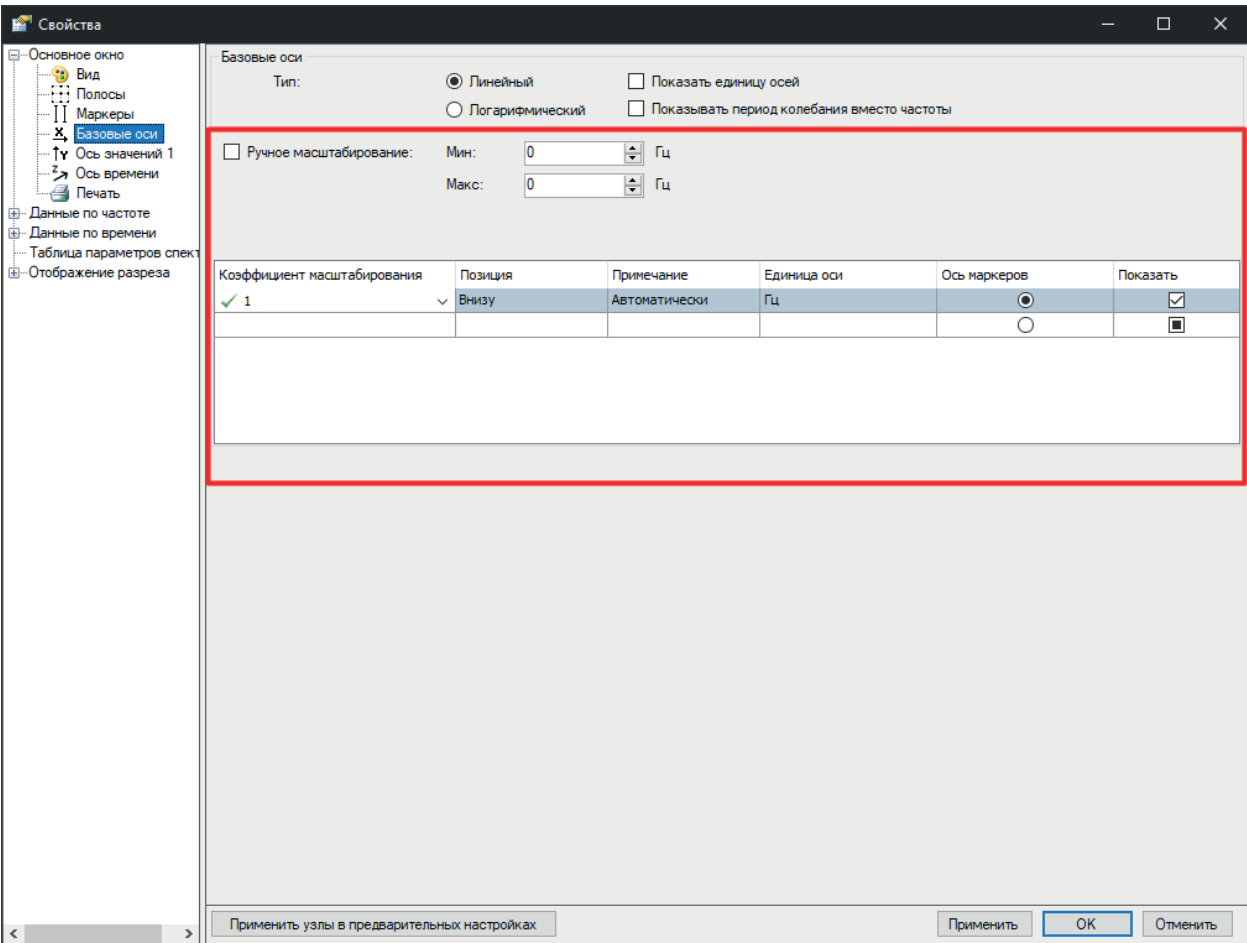 Свойства
Основное окно
Вид
Полосы
Маркеры
Базовые оси
Ось значений 1
Ось времени
Печать
Данные по частоте
Данные по времени
Таблица параметров спект
Отображение разреза
Базовые оси
Тип: Линейный Показать единицу осей
Логарифмический Показывать период колебания вместо частоты
Ручное масштабирование: Мин: 0 Гц
Макс: 0 Гц
Коэффициент масштабирования Позиция Примечание Единица оси Ось маркеров Показать
1 Внизу Автоматически Гц
Применить узлы в предварительных настройках Применить OK Отменить